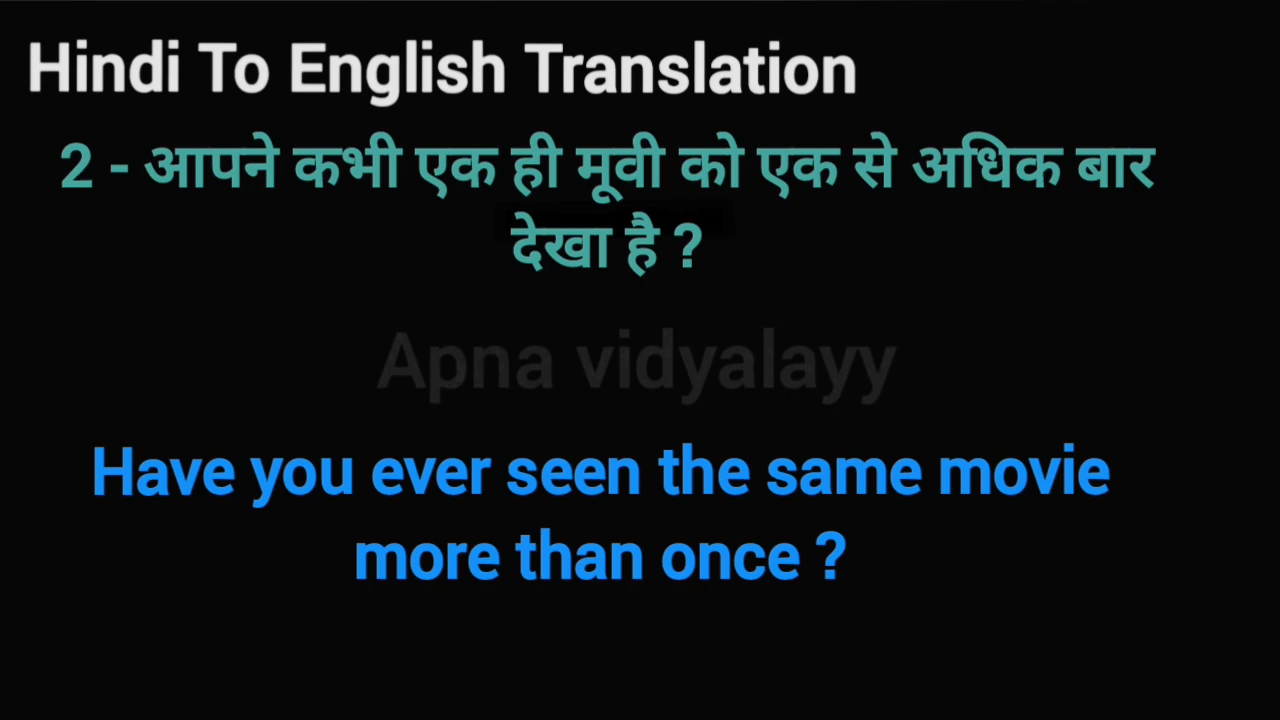 Hindi To English Translation
2 - आपने कभी एक ही मूवी को एक से अधिक बार
देखा है ?
Apna vidyalayy
Have you ever seen the same movie
more than once ?